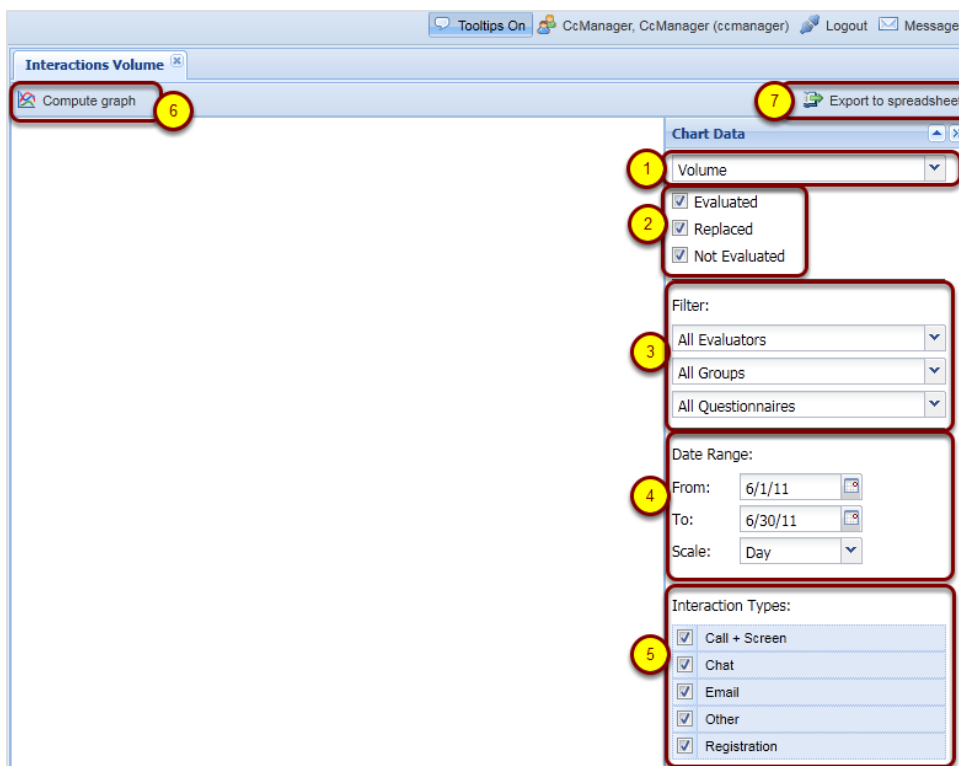 Tooltips On CcManager, CcManager (ccmanager) Logout Message
Interactions Volume
Compute graph 6 7 Export to spreadsheet
Chart Data
1 Volume
Evaluated
2 Replaced
Not Evaluated
Filter:
All Evaluators
3
All Groups
All Questionnaires
Date Range:
4 From: 6/1/11
To: 6/30/11
Scale: Day
Interaction Types:
Call + Screen
5 Chat
Email
Other
Registration